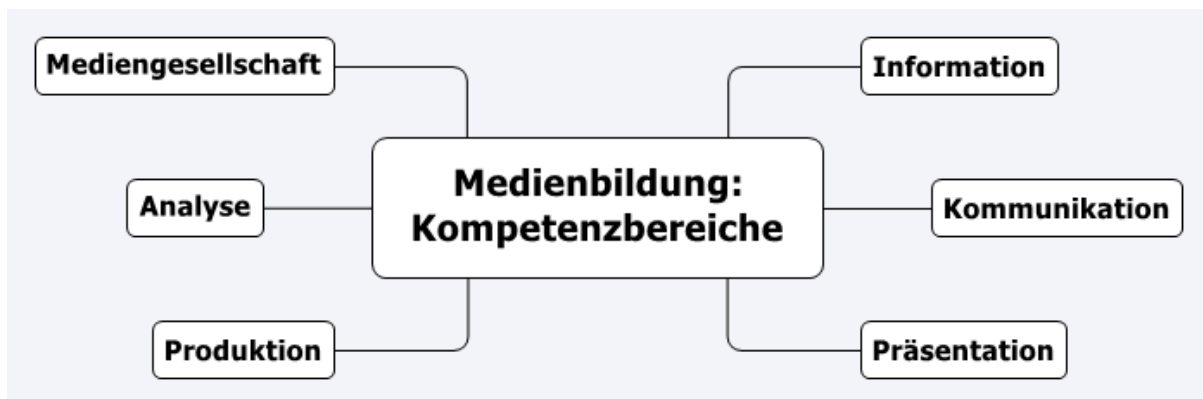 Mediengesellschaft
Information
Medienbildung:
Kompetenzbereiche
Analyse
Kommunikation
Produktion
Präsentation